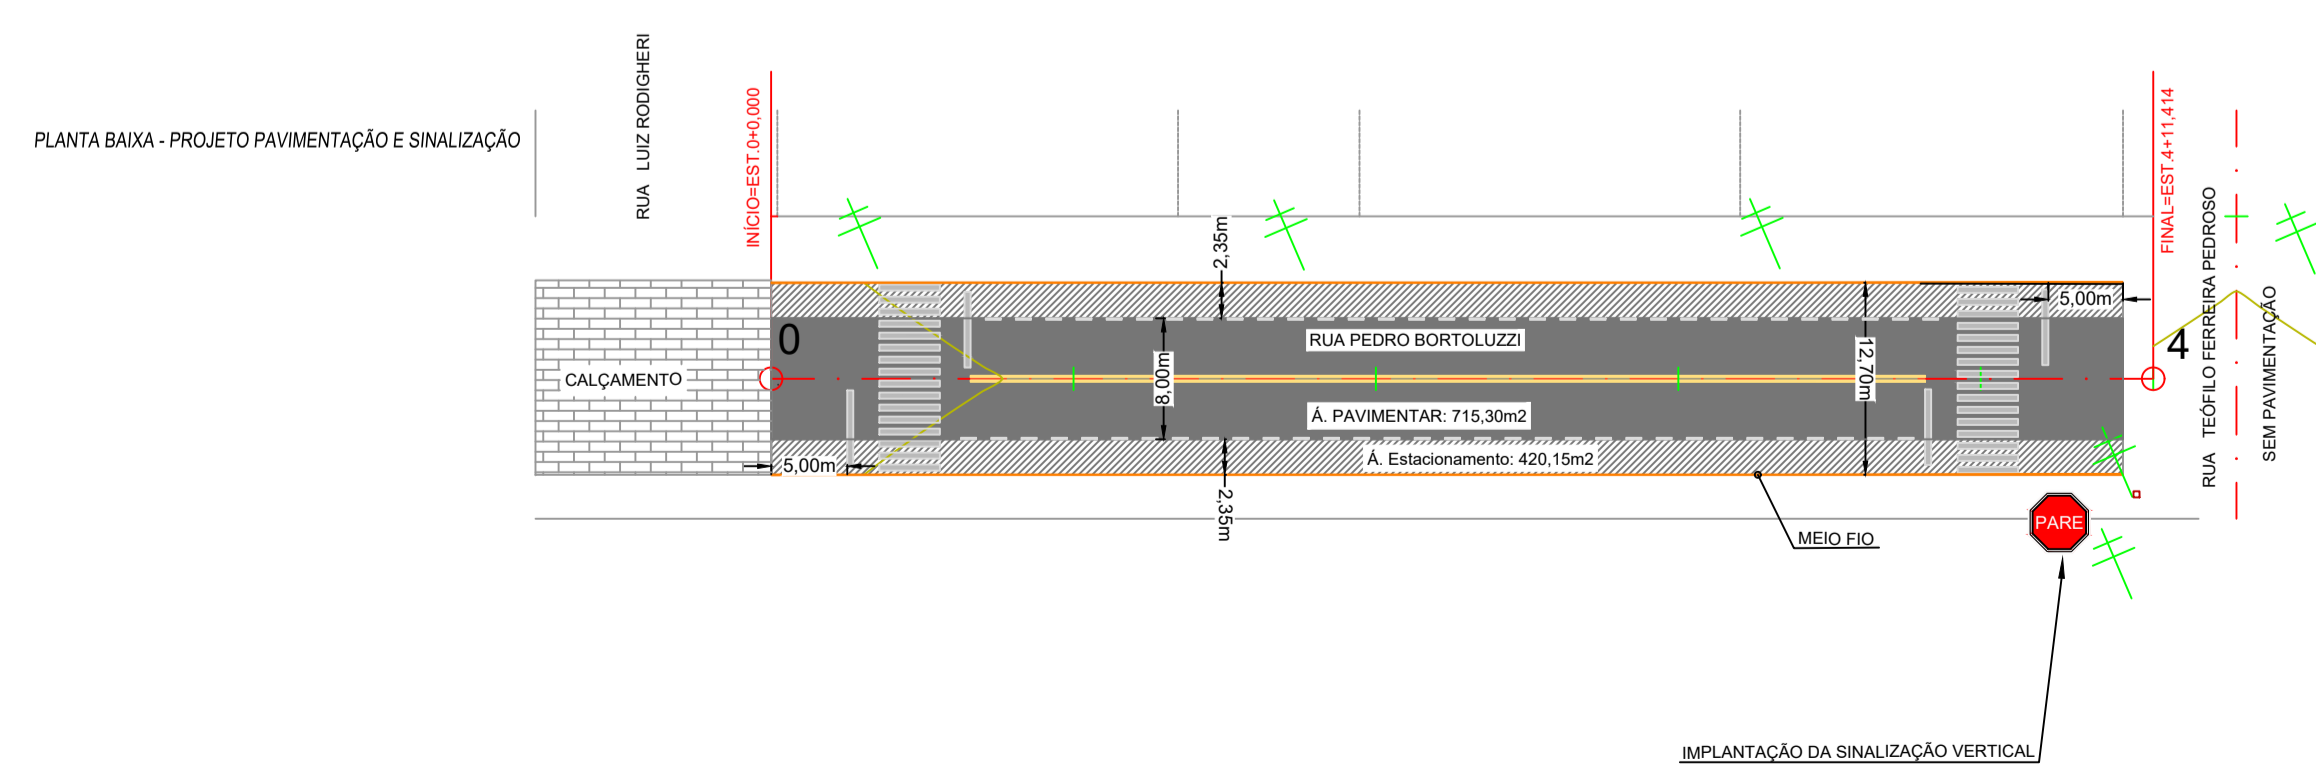 PLANTA BAIXA - PROJETO PAVIMENTAÇÃO E SINALIZAÇÃO
RUA LUIZ RODIGHERI
INÍCIO=EST.0+0,000
FINAL=EST.4+11,414
RUA TEÓFILO FERREIRA PEDROSO
SEM PAVIMENTAÇÃO
2,35m
5,00m
0
RUA PEDRO BORTOLUZZI
4
CALÇAMENTO
8,00m
12,70m
Á. PAVIMENTAR: 715,30m2
5,00m
Á. Estacionamento: 420,15m2
2,35m
PARE
MEIO FIO
IMPLANTAÇÃO DA SINALIZAÇÃO VERTICAL